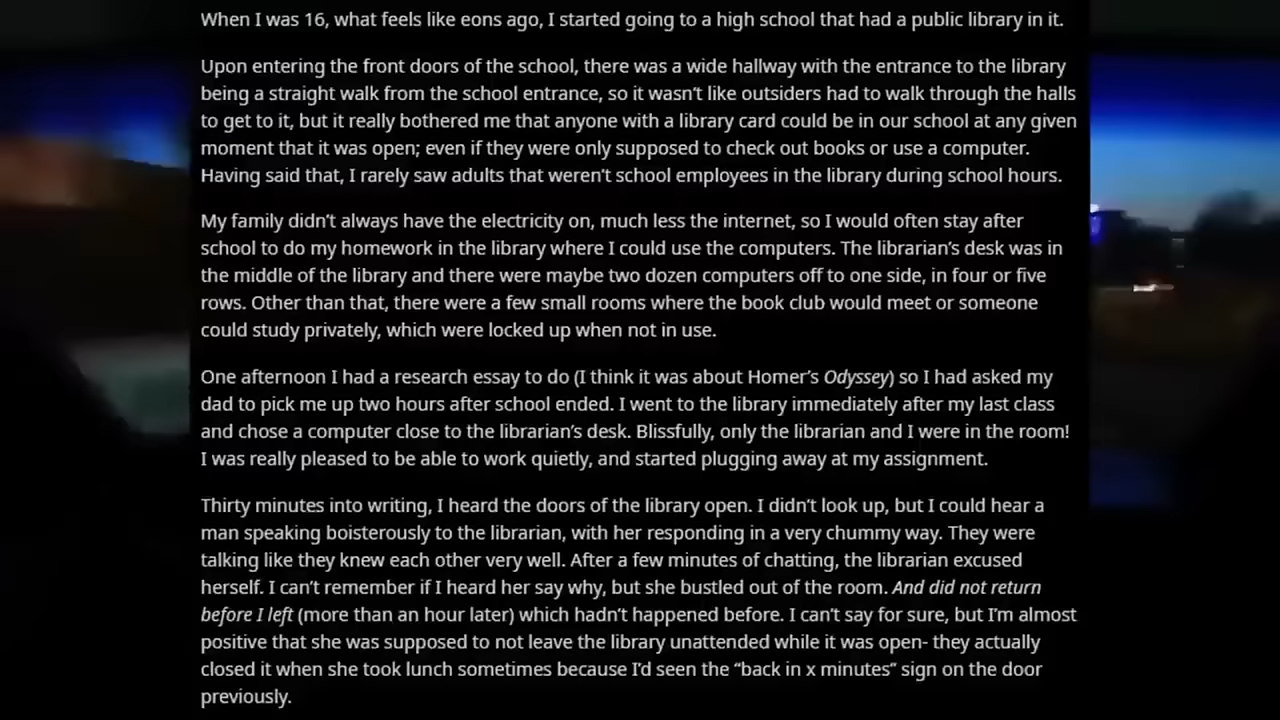 When I was 16, what feels like eons ago, I started going to a high school that had a public library in it.
Upon entering the front doors of the school, there was a wide hallway with the entrance to the library
being a straight walk from the school entrance, so it wasn't like outsiders had to walk through the halls
to get to it, but it really bothered me that anyone with a library card could be in our school at any given
moment that it was open; even if they were only supposed to check out books or use a computer.
Having said that, I rarely saw adults that weren't school employees in the library during school hours.
My family didn't always have the electricity on, much less the internet, so I would often stay after
school to do my homework in the library where I could use the computers. The librarian's desk was in
the middle of the library and there were maybe two dozen computers off to one side, in four or five
rows. Other than that, there were a few small rooms where the book club would meet or someone
could study privately, which were locked up when not in use.
One afternoon I had a research essay to do (I think it was about Homer's Odyssey) so I had asked my
dad to pick me up two hours after school ended. I went to the library immediately after my last class
and chose a computer close to the librarian's desk. Blissfully, only the librarian and I were in the room!
I was really pleased to be able to work quietly, and started plugging away at my assignment.
Thirty minutes into writing, I heard the doors of the library open. I didn't look up, but I could hear a
man speaking boisterously to the librarian, with her responding in a very chummy way. They were
talking like they knew each other very well. After a few minutes of chatting, the librarian excused
herself. I can't remember if I heard her say why, but she bustled out of the room. And did not return
before I left (more than an hour later) which hadn't happened before. I can't say for sure, but I'm almost
positive that she was supposed to not leave the library unattended while it was open- they actually
closed it when she took lunch sometimes because I'd seen the “back in x minutes“ sign on the door
previously.